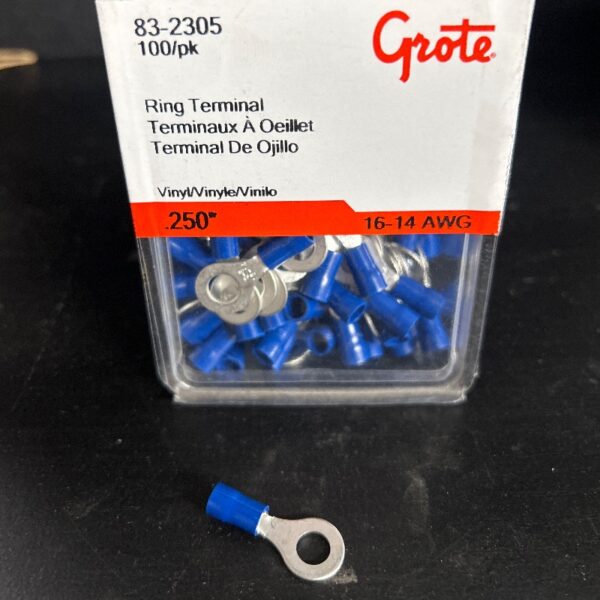 83-2305
100/pk
Grote
Ring Terminal
Terminaux À Oeillet
Terminal De Ojillo
Vinyl/Vinyle/Vinilo
.250" 16-14 AWG